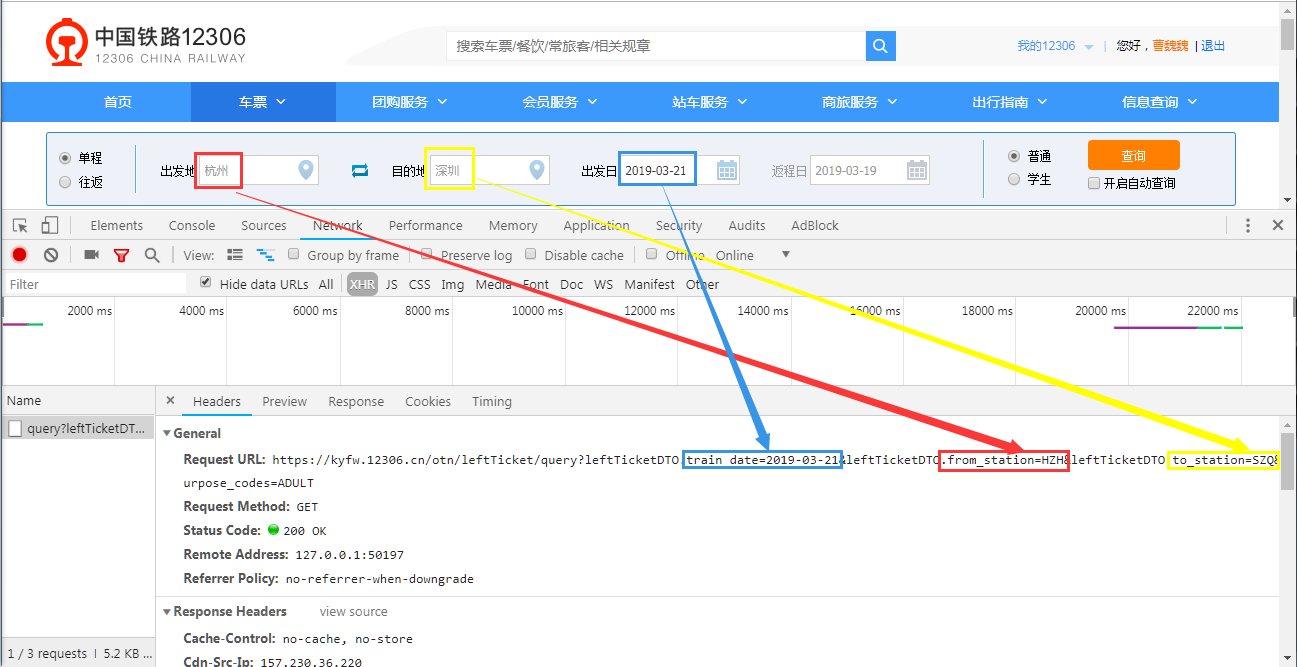 中国铁路12306
12306 CHINA RAILWAY
搜索车票/餐饮/常旅客/相关规章
我的12306 | 您好，曹巍巍 | 退出
首页 车票 团购服务 会员服务 站车服务 商旅服务 出行指南 信息查询
单程
往返
出发地 杭州 目的地 深圳 出发日 2019-03-21 返程日 2019-03-19
普通
学生
查询
开启自动查询
Elements Console Sources Network Performance Memory Application Security Audits AdBlock
View: Group by frame Preserve log Disable cache Offline Online
Filter Hide data URLs All XHR JS CSS Img Media Font Doc WS Manifest Other
2000 ms 4000 ms 6000 ms 8000 ms 10000 ms 12000 ms 14000 ms 16000 ms 18000 ms 20000 ms 22000 ms
Name
× Headers Preview Response Cookies Timing
query?leftTicketDT...
General
Request URL: https://kyfw.12306.cn/otn/leftTicket/query?leftTicketDTO.train_date=2019-03-21&leftTicketDTO.from_station=HZH&leftTicketDTO.to_station=SZQ&
urpose_codes=ADULT
Request Method: GET
Status Code: 200 OK
Remote Address: 127.0.0.1:50197
Referrer Policy: no-referrer-when-downgrade
Response Headers view source
Cache-Control: no-cache, no-store
Cdn-Src-Ip: 157.230.36.220
1 / 3 requests | 5.2 KB ...